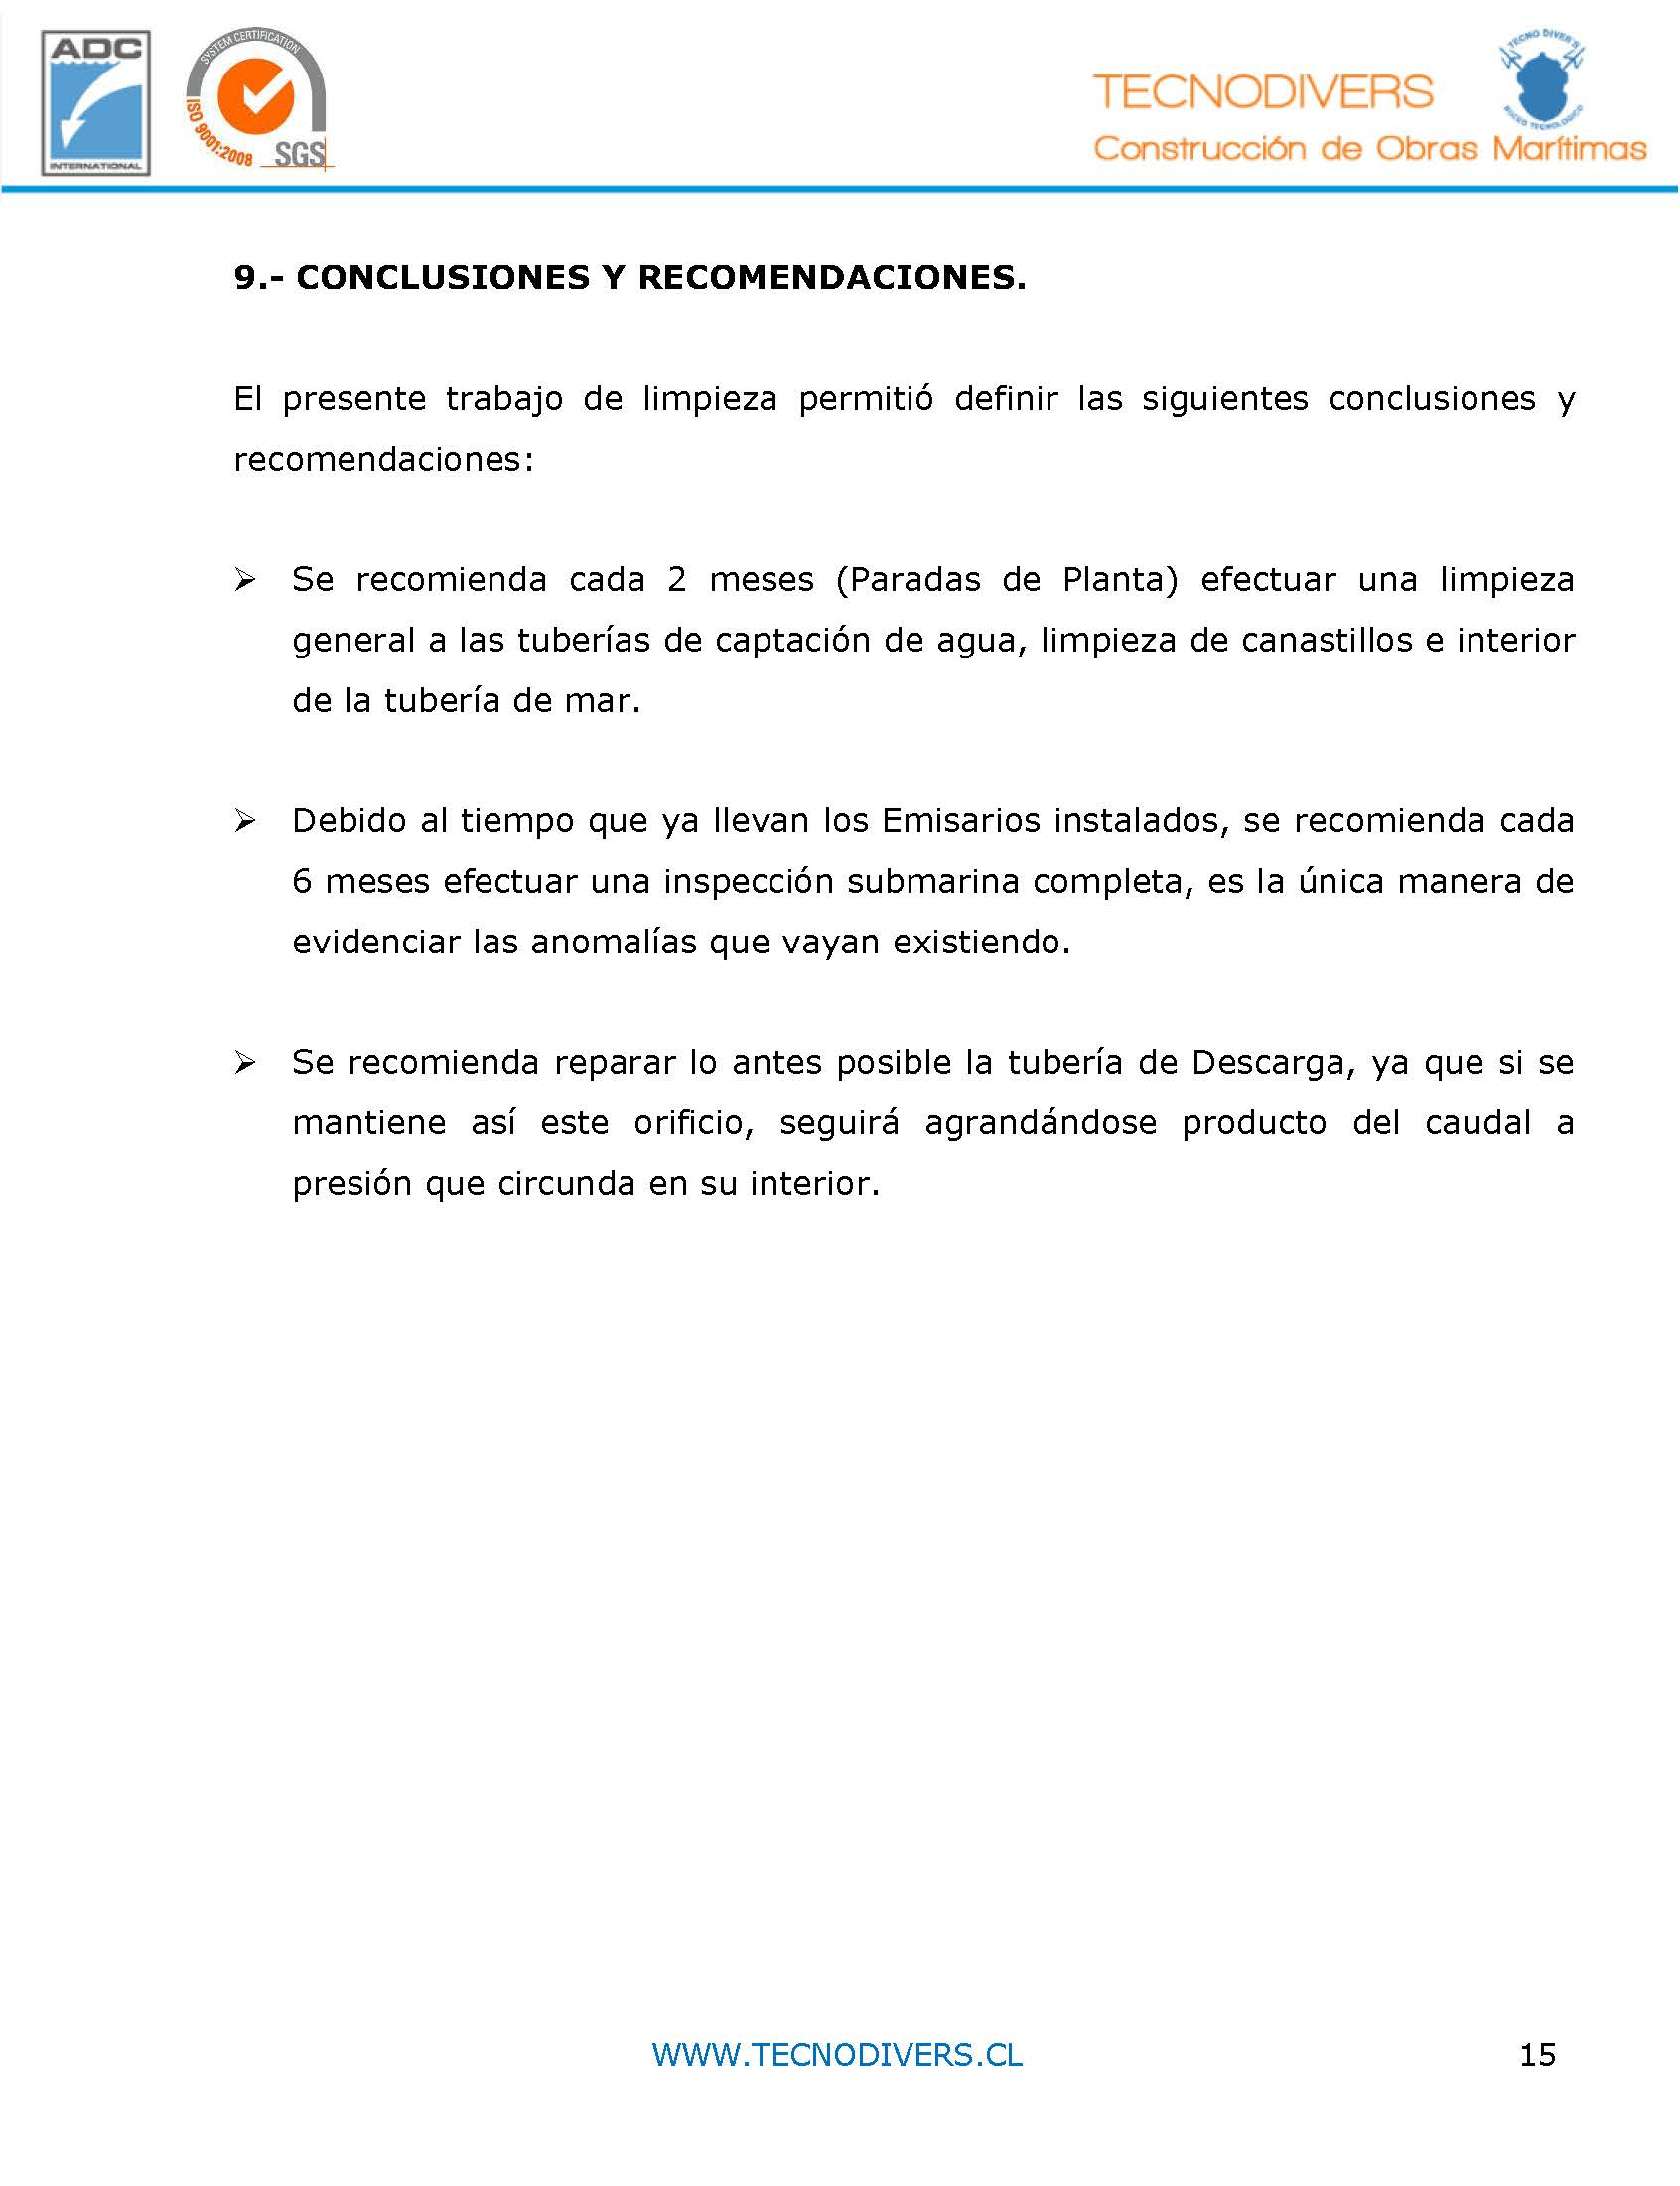 ADC
INTERNATIONAL
SYSTEM CERTIFICATION
ISO 9001:2008
SGS
TECNODIVERS
TECNO DIVER'S
BUCEO TECNOLOGICO
Construcción de Obras Marítimas
9.- CONCLUSIONES Y RECOMENDACIONES.
El presente trabajo de limpieza permitió definir las siguientes conclusiones y
recomendaciones:
➢ Se recomienda cada 2 meses (Paradas de Planta) efectuar una limpieza
general a las tuberías de captación de agua, limpieza de canastillos e interior
de la tubería de mar.
➢ Debido al tiempo que ya llevan los Emisarios instalados, se recomienda cada
6 meses efectuar una inspección submarina completa, es la única manera de
evidenciar las anomalías que vayan existiendo.
➢ Se recomienda reparar lo antes posible la tubería de Descarga, ya que si se
mantiene así este orificio, seguirá agrandándose producto del caudal a
presión que circunda en su interior.
WWW.TECNODIVERS.CL
15